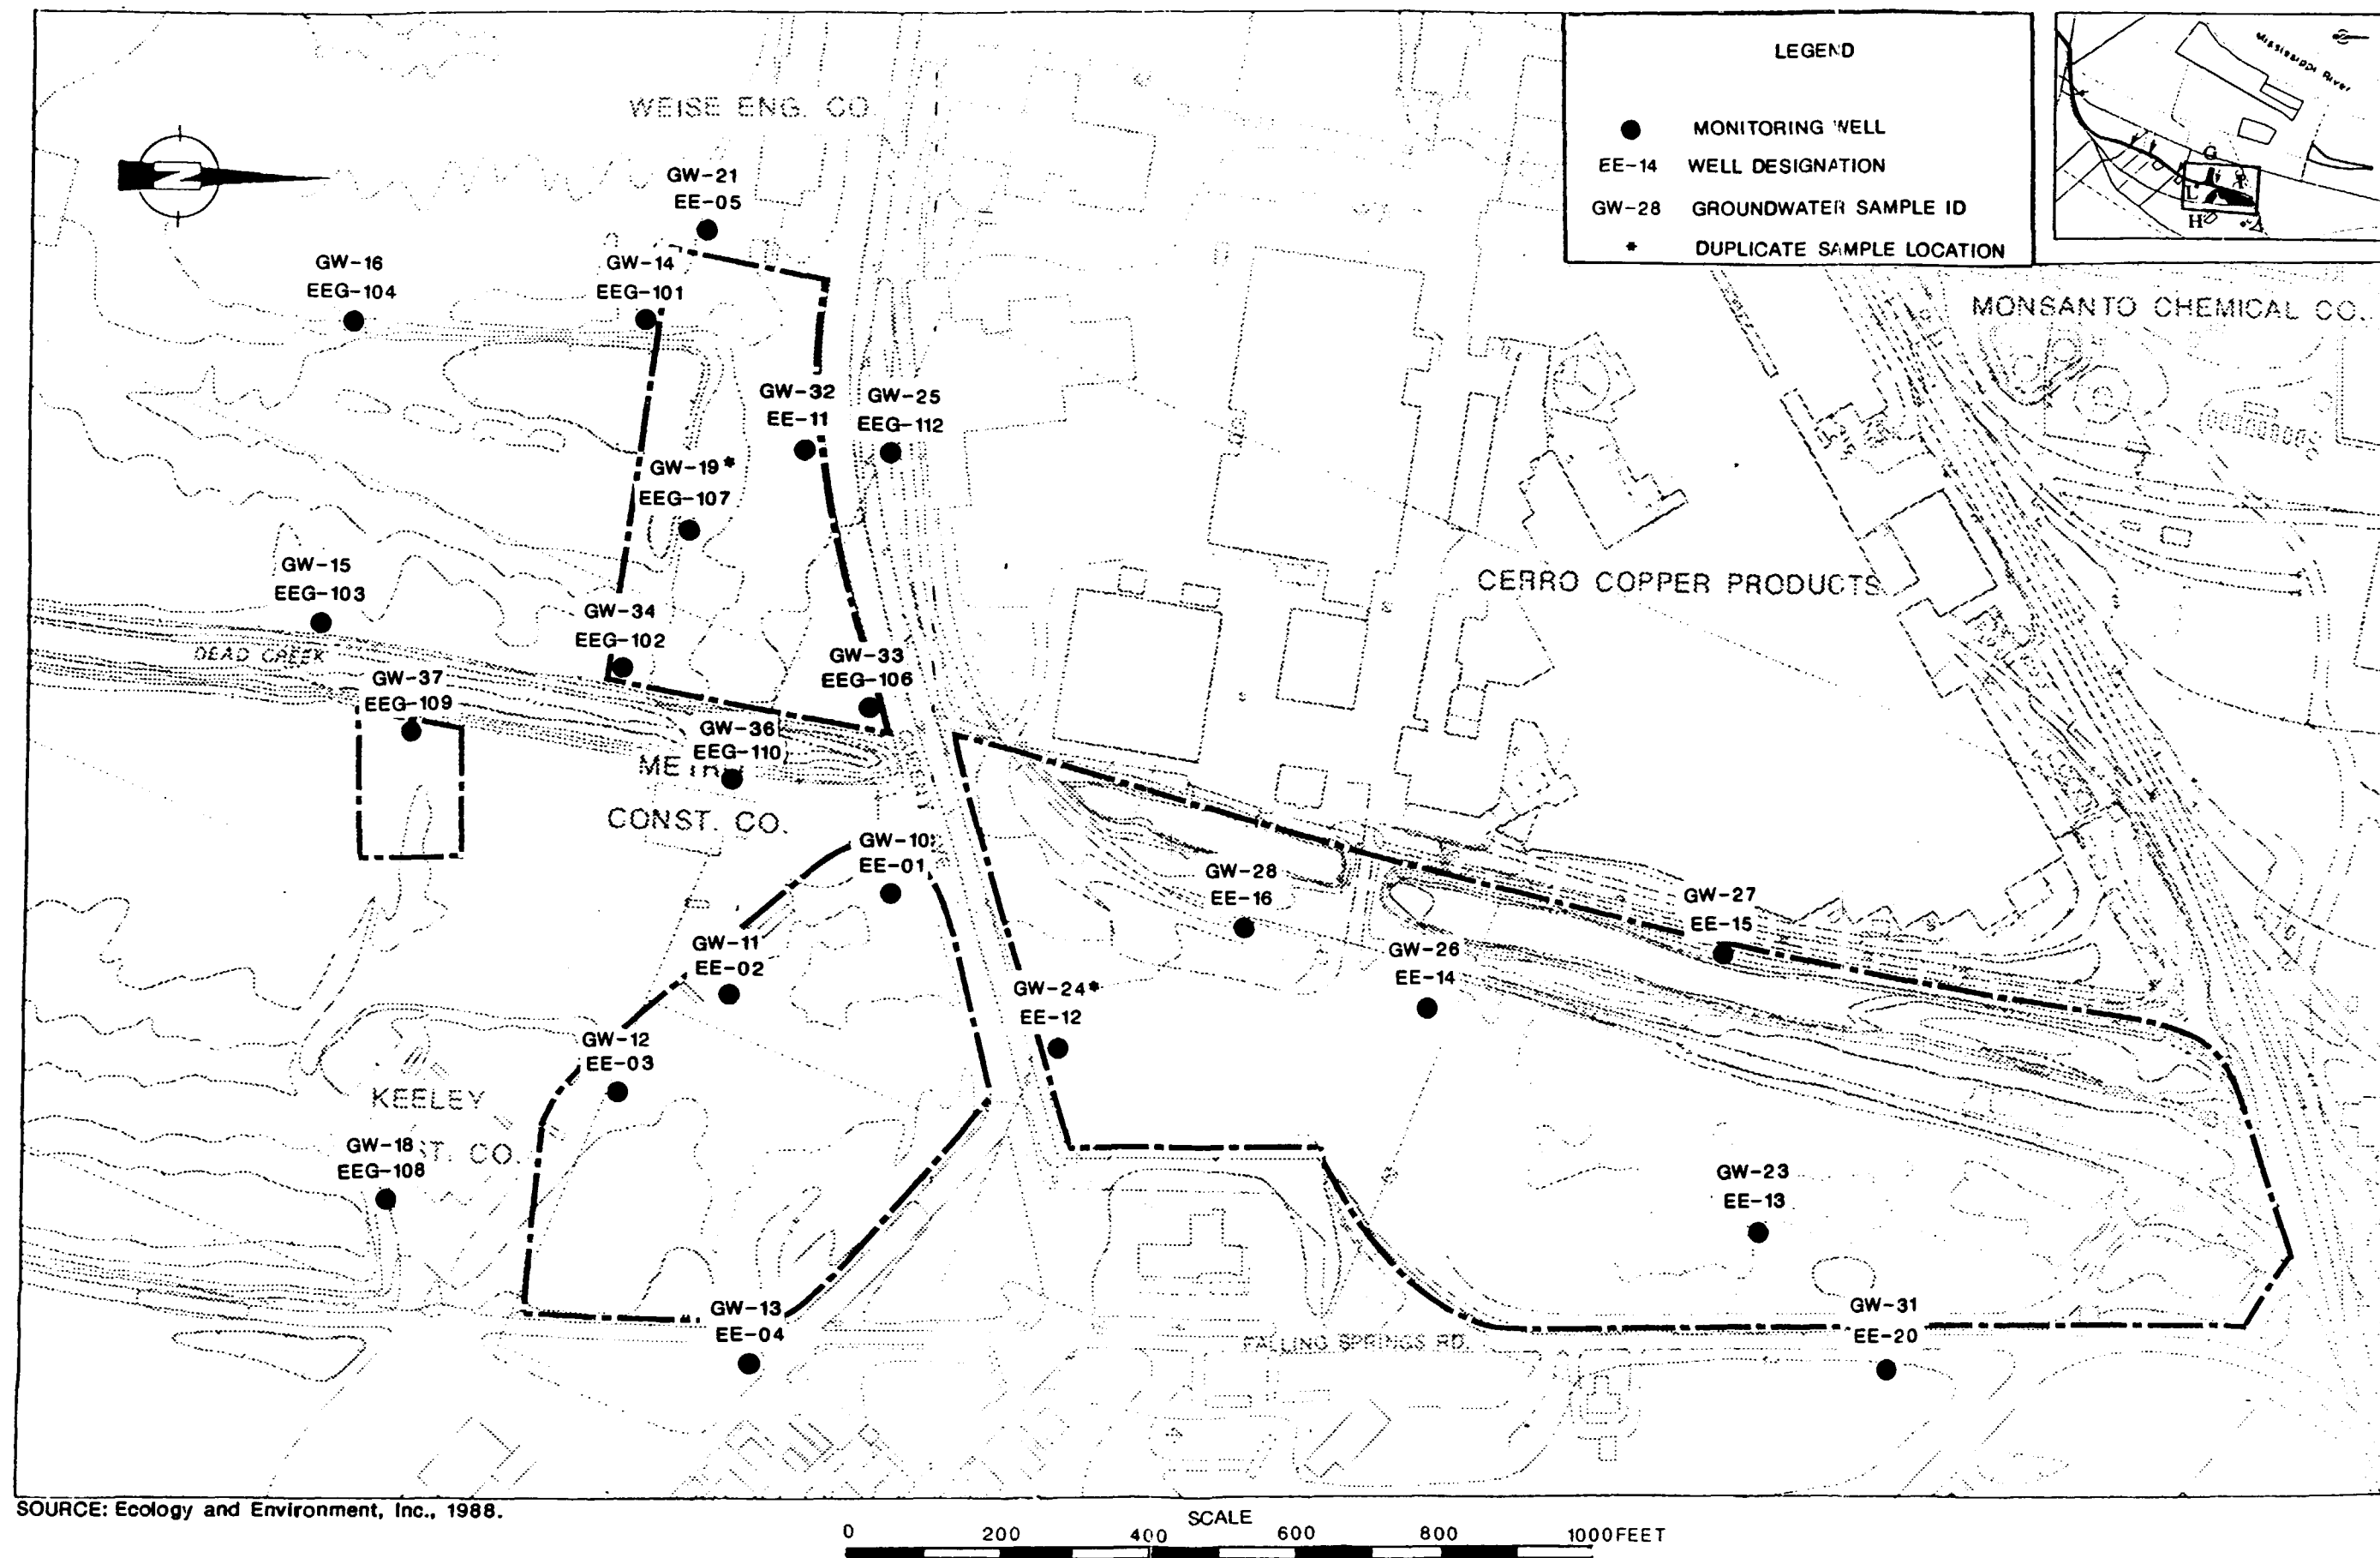 WEISE ENG. CO.
LEGEND
MONITORING WELL
EE-14 WELL DESIGNATION
GW-28 GROUNDWATER SAMPLE ID
* DUPLICATE SAMPLE LOCATION
Mississippi River
G
L
H
N
GW-21
EE-05
GW-16
EEG-104
GW-14
EEG-101
MONSANTO CHEMICAL CO.
GW-32
EE-11
GW-25
EEG-112
GW-19*
EEG-107
GW-15
EEG-103
CERRO COPPER PRODUCTS
GW-34
EEG-102
DEAD CREEK
GW-33
EEG-106
GW-37
EEG-109
GW-36
EEG-110
CONST. CO.
GW-10
EE-01
GW-28
EE-16
GW-27
EE-15
GW-11
EE-02
GW-26
EE-14
GW-24*
EE-12
GW-12
EE-03
KEELEY
GW-18
EEG-108
ST. CO.
GW-23
EE-13
GW-13
EE-04
GW-31
EE-20
FALLING SPRINGS RD.
SOURCE: Ecology and Environment, Inc., 1988.
SCALE
0 200 400 600 800 1000 FEET